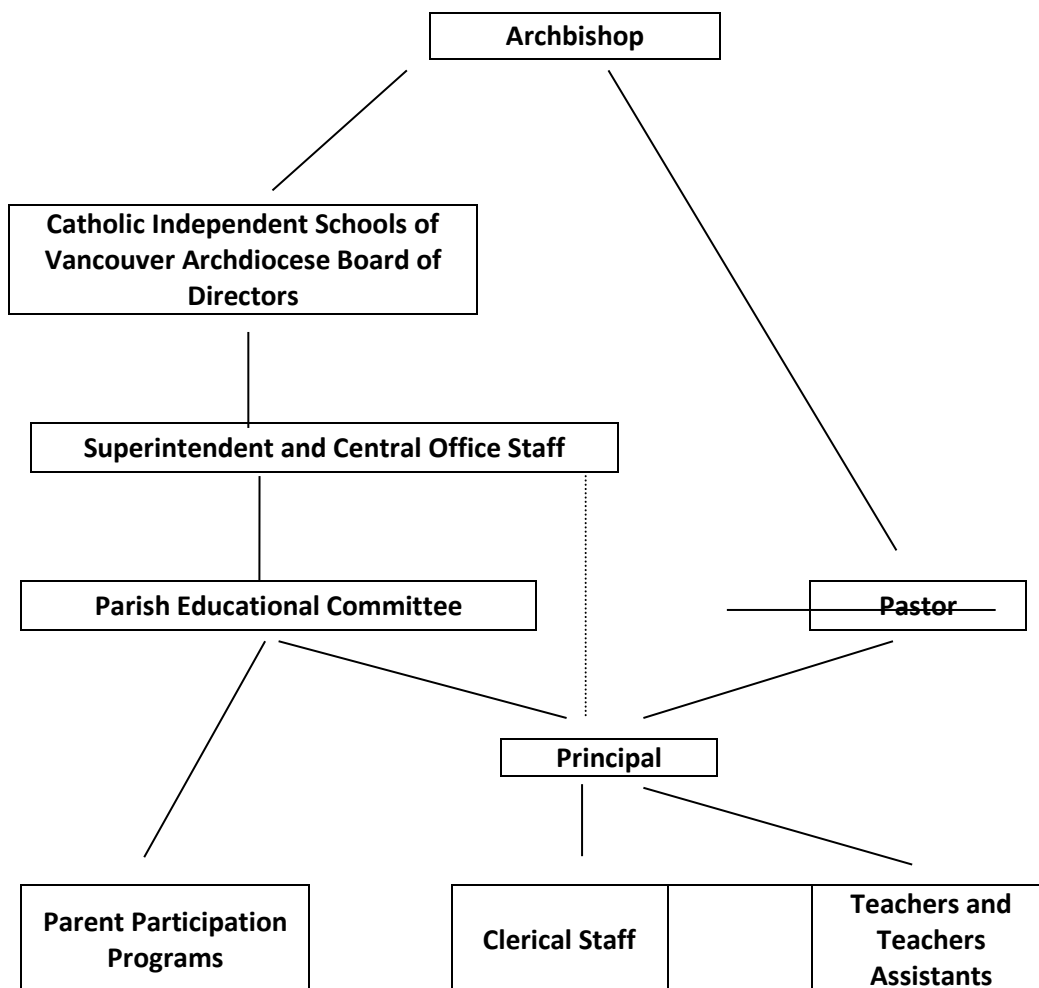 Archbishop
Catholic Independent Schools of
Vancouver Archdiocese Board of
Directors
Superintendent and Central Office Staff
Parish Educational Committee
Pastor
Principal
Parent Participation
Programs
Clerical Staff
Teachers and
Teachers
Assistants